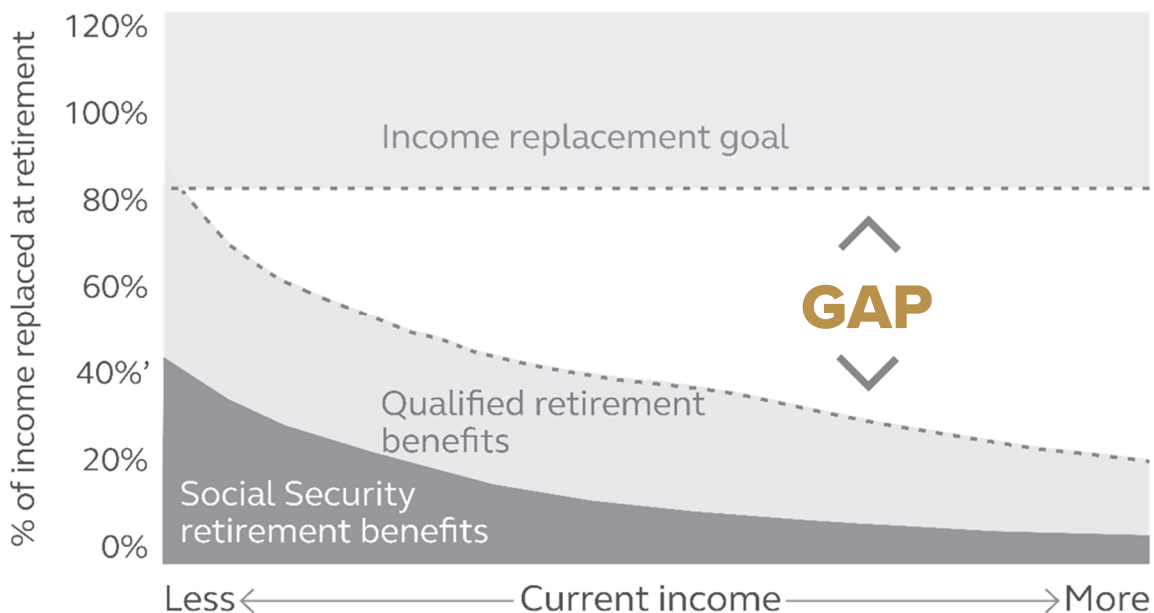 % of income replaced at retirement
120%
100%
80%
60%
40%’
20%
0%
Income replacement goal
GAP
Qualified retirement
benefits
Social Security
retirement benefits
Less
Current income
More